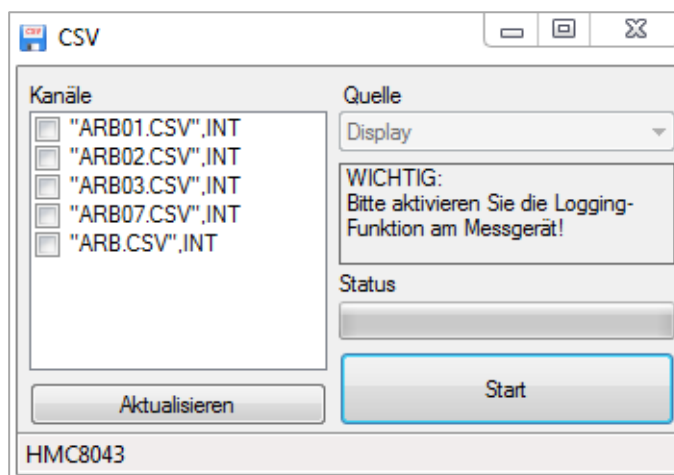 CSV
Kanäle
"ARB01.CSV",INT
"ARB02.CSV",INT
"ARB03.CSV",INT
"ARB07.CSV",INT
"ARB.CSV",INT
Aktualisieren
Quelle
Display
WICHTIG:
Bitte aktivieren Sie die Logging-
Funktion am Messgerät!
Status
Start
HMC8043